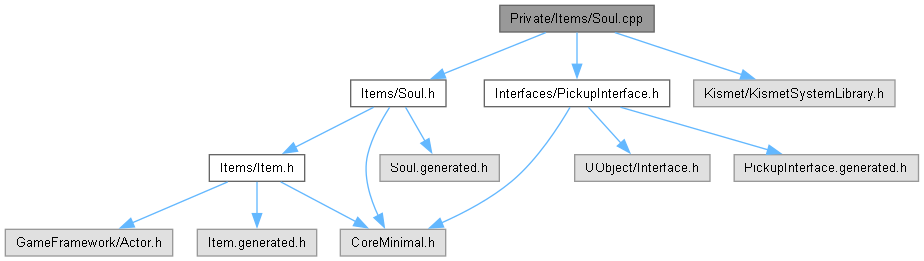 Private/Items/Soul.cpp
Items/Soul.h
Interfaces/PickupInterface.h
Kismet/KismetSystemLibrary.h
Items/Item.h
Soul.generated.h
UObject/Interface.h
PickupInterface.generated.h
GameFramework/Actor.h
Item.generated.h
CoreMinimal.h